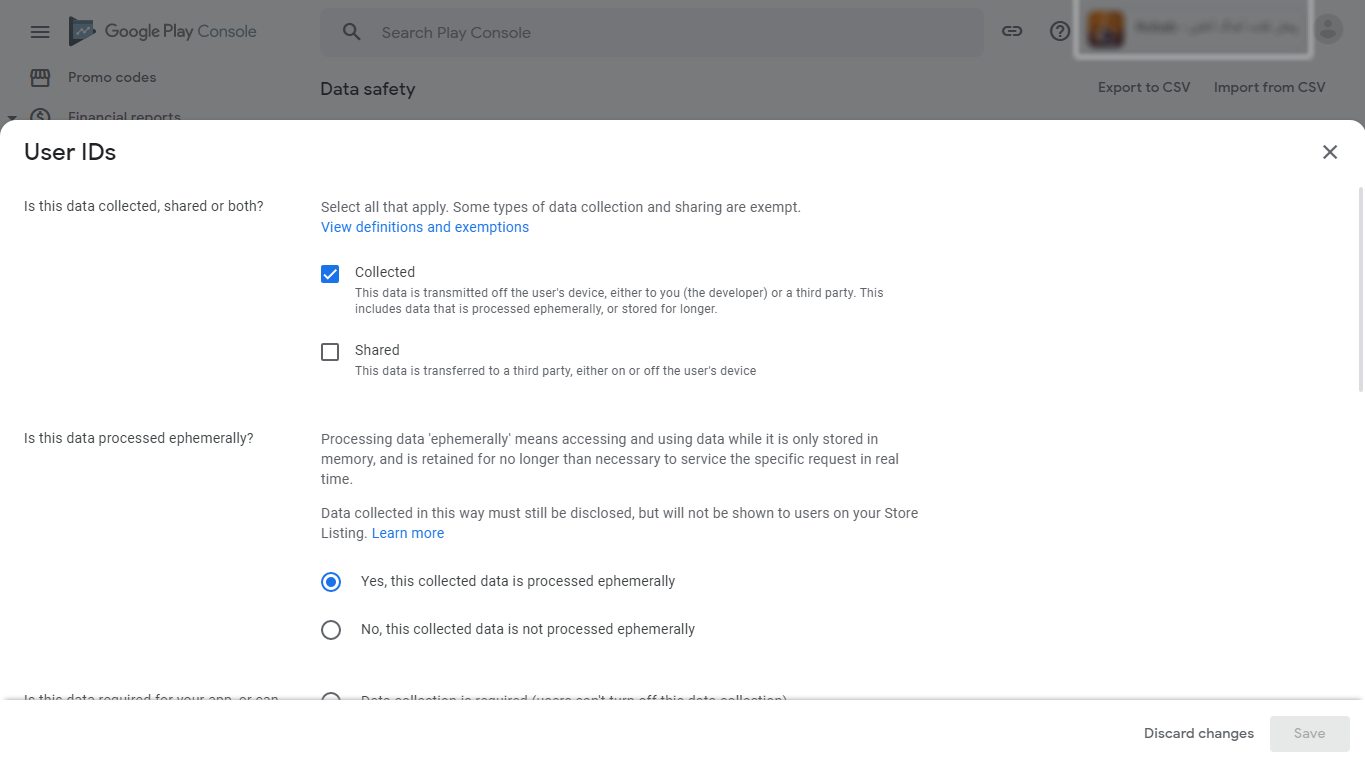 Google Play Console
Search Play Console
Promo codes
Data safety
Export to CSV
Import from CSV
Financial reports
User IDs
Is this data collected, shared or both?
Select all that apply. Some types of data collection and sharing are exempt.
View definitions and exemptions
Collected
This data is transmitted off the user's device, either to you (the developer) or a third party. This
includes data that is processed ephemerally, or stored for longer.
Shared
This data is transferred to a third party, either on or off the user's device
Is this data processed ephemerally?
Processing data 'ephemerally' means accessing and using data while it is only stored in
memory, and is retained for no longer than necessary to service the specific request in real
time.
Data collected in this way must still be disclosed, but will not be shown to users on your Store
Listing. Learn more
Yes, this collected data is processed ephemerally
No, this collected data is not processed ephemerally
Is this data required for your app, or can
Data collection is required (users can't turn off this data collection)
Discard changes
Save